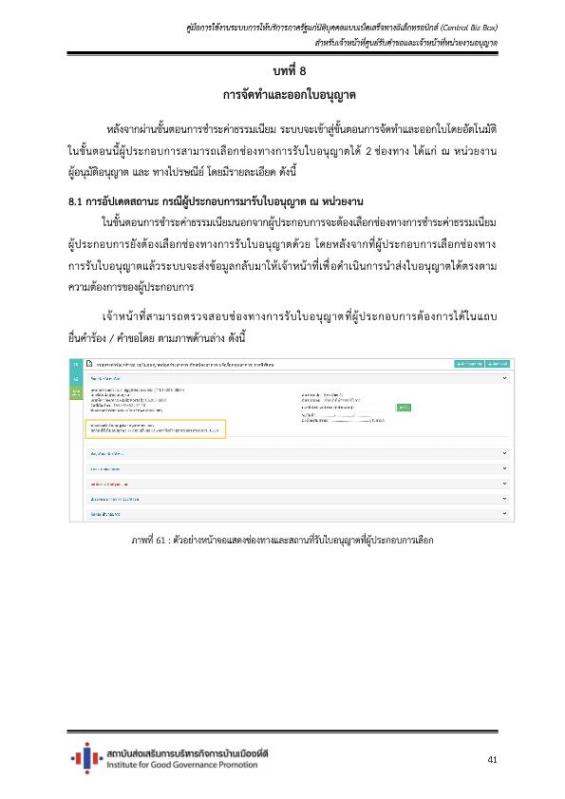 คู่มือการใช้งานระบบการให้บริการภาครัฐแก่นิติบุคคลแบบเบ็ดเสร็จทางอิเล็กทรอนิกส์ (Central Biz Box)
สำหรับเจ้าหน้าที่ศูนย์รับคำขอและเจ้าหน้าที่หน่วยงานอนุญาต
บทที่ 8
การจัดทำและออกใบอนุญาต
หลังจากผ่านขั้นตอนการชำระค่าธรรมเนียม ระบบจะเข้าสู่ขั้นตอนการจัดทำและออกใบโดยอัตโนมัติ
ในขั้นตอนนี้ผู้ประกอบการสามารถเลือกช่องทางการรับใบอนุญาตได้ 2 ช่องทาง ได้แก่ ณ หน่วยงาน
ผู้อนุมัติอนุญาต และ ทางไปรษณีย์ โดยมีรายละเอียด ดังนี้
8.1 การอัปเดตสถานะ กรณีผู้ประกอบการมารับใบอนุญาต ณ หน่วยงาน
ในขั้นตอนการชำระค่าธรรมเนียมนอกจากผู้ประกอบการจะต้องเลือกช่องทางการชำระค่าธรรมเนียม
ผู้ประกอบการยังต้องเลือกช่องทางการรับใบอนุญาตด้วย โดยหลังจากที่ผู้ประกอบการเลือกช่องทาง
การรับใบอนุญาตแล้วระบบจะส่งข้อมูลกลับมาให้เจ้าหน้าที่เพื่อดำเนินการนำส่งใบอนุญาตได้ตรงตาม
ความต้องการของผู้ประกอบการ
เจ้าหน้าที่สามารถตรวจสอบช่องทางการรับใบอนุญาตที่ผู้ประกอบการต้องการได้ในแถบ
ยื่นคำร้อง / คำขอโดย ตามภาพด้านล่าง ดังนี้
ภาพที่ 61 : ตัวอย่างหน้าจอแสดงช่องทางและสถานที่รับใบอนุญาตที่ผู้ประกอบการเลือก
สถาบันส่งเสริมการบริหารกิจการบ้านเมืองที่ดี
Institute for Good Governance Promotion
41